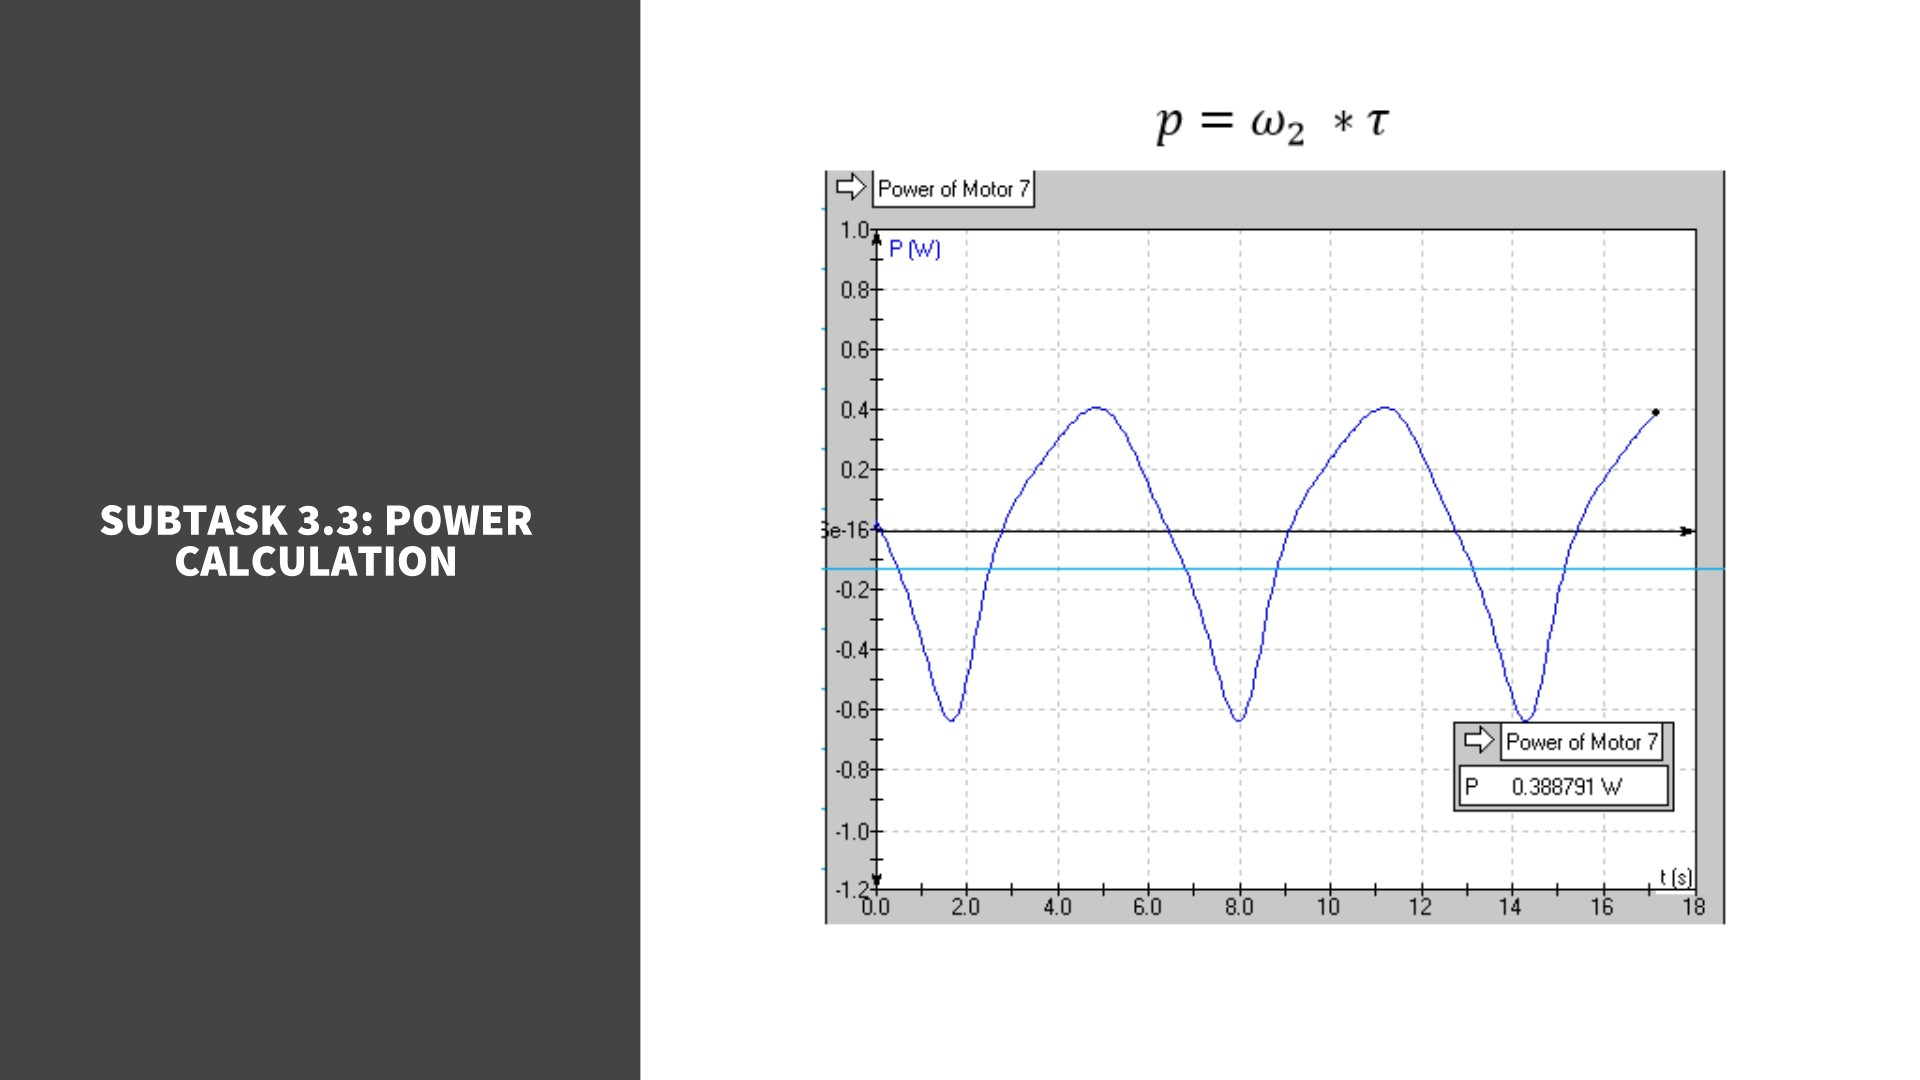 SUBTASK 3.3: POWER
CALCULATION
p = ω₂ * τ
Power of Motor 7
P (W)
1.0
0.8
0.6
0.4
0.2
5e-16
-0.2
-0.4
-0.6
-0.8
-1.0
-1.2
Power of Motor 7
P 0.388791 W
t (s)
0.0 2.0 4.0 6.0 8.0 10 12 14 16 18